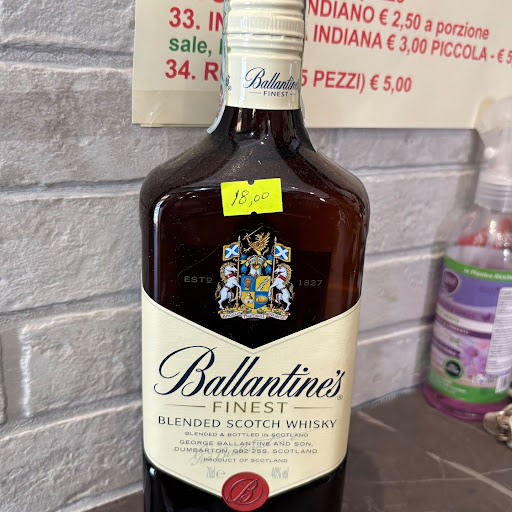 33. IN NDIANO € 2,50 a porzione
sale, INDIANA € 3,00 PICCOLA - € 5
34. R 5 PEZZI) € 5,00
Ballantine's
FINEST
18,00
ESTD 1827
Ballantine's
FINEST
BLENDED SCOTCH WHISKY
BLENDED & BOTTLED IN SCOTLAND
GEORGE BALLANTINE AND SON,
DUMBARTON, G82 2SS, SCOTLAND
PRODUCT OF SCOTLAND
70cl e 40% vol
B